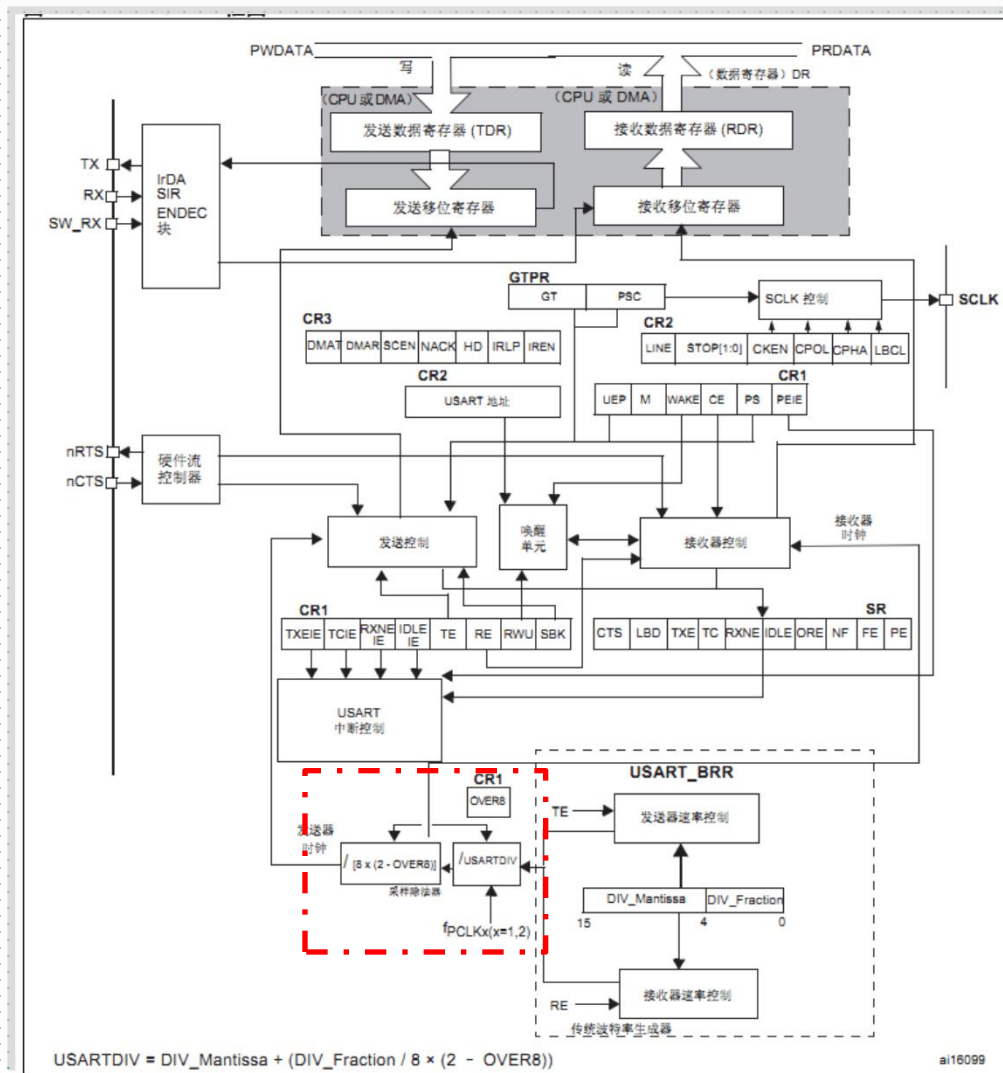 PWDATA
PRDATA
写
读
(数据寄存器) DR
(CPU 或 DMA)
(CPU 或 DMA)
发送数据寄存器 (TDR)
接收数据寄存器 (RDR)
TX
RX
SW_RX
IrDA
SIR
ENDEC
块
发送移位寄存器
接收移位寄存器
GTPR
GT
PSC
SCLK 控制
SCLK
CR3
DMAT
DMAR
SCEN
NACK
HD
IRLP
IREN
CR2
LINE
STOP[1:0]
CKEN
CPOL
CPHA
LBCL
CR2
USART 地址
CR1
UEP
M
WAKE
CE
PS
PEIE
nRTS
nCTS
硬件流
控制器
发送控制
唤醒
单元
接收器控制
接收器
时钟
CR1
TXEIE
TCIE
RXNE
IE
IDLE
IE
TE
RE
RWU
SBK
SR
CTS
LBD
TXE
TC
RXNE
IDLE
ORE
NF
FE
PE
USART
中断控制
USART_BRR
CR1
OVER8
TE
发送器速率控制
发送器
时钟
/ [8 x (2 - OVER8)]
/USARTDIV
采样除法器
fPCLKx(x=1,2)
DIV_Mantissa
DIV_Fraction
15
4
0
RE
接收器速率控制
传统波特率生成器
USARTDIV = DIV_Mantissa + (DIV_Fraction / 8 × (2 - OVER8))
ai16099